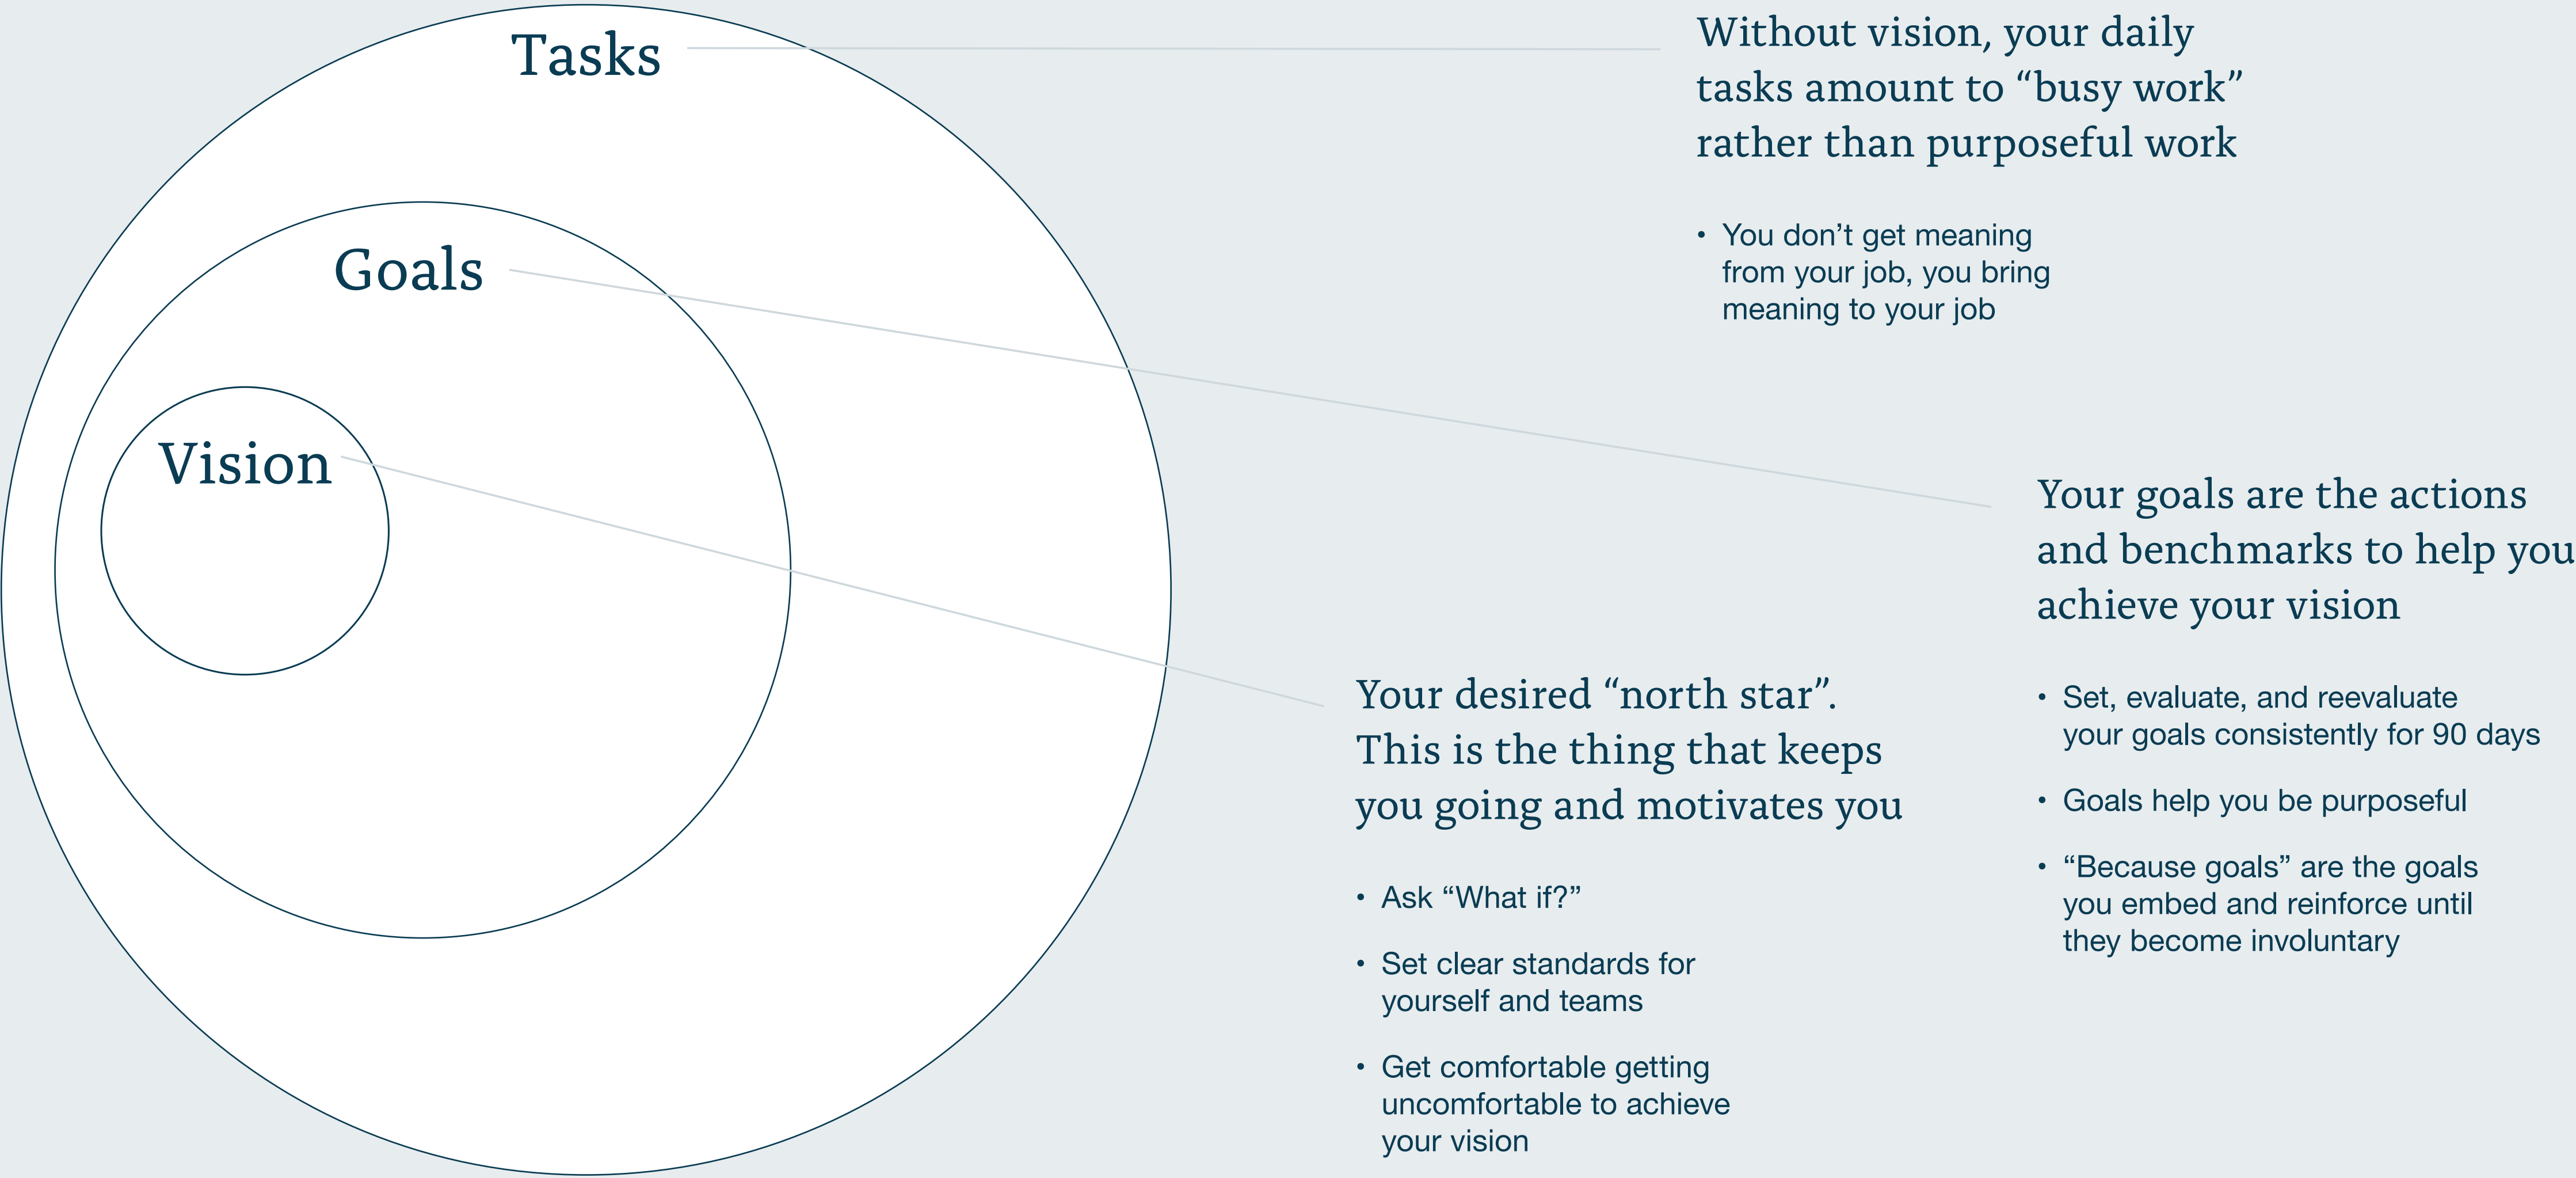 Tasks
Goals
Vision
Without vision, your daily
tasks amount to “busy work”
rather than purposeful work
• You don’t get meaning
from your job, you bring
meaning to your job
Your goals are the actions
and benchmarks to help you
achieve your vision
• Set, evaluate, and reevaluate
your goals consistently for 90 days
• Goals help you be purposeful
• “Because goals” are the goals
you embed and reinforce until
they become involuntary
Your desired “north star”.
This is the thing that keeps
you going and motivates you
• Ask “What if?”
• Set clear standards for
yourself and teams
• Get comfortable getting
uncomfortable to achieve
your vision